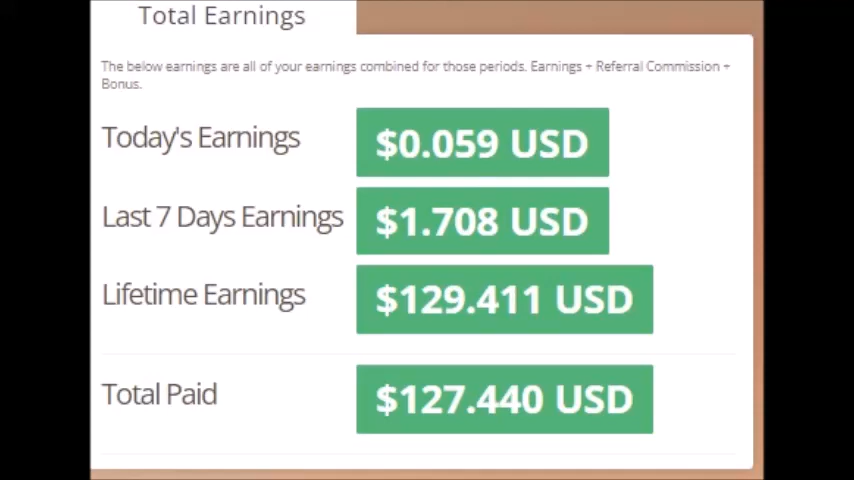 Total Earnings
The below earnings are all of your earnings combined for those periods. Earnings + Referral Commission +
Bonus.
Today's Earnings
$0.059 USD
Last 7 Days Earnings
$1.708 USD
Lifetime Earnings
$129.411 USD
Total Paid
$127.440 USD